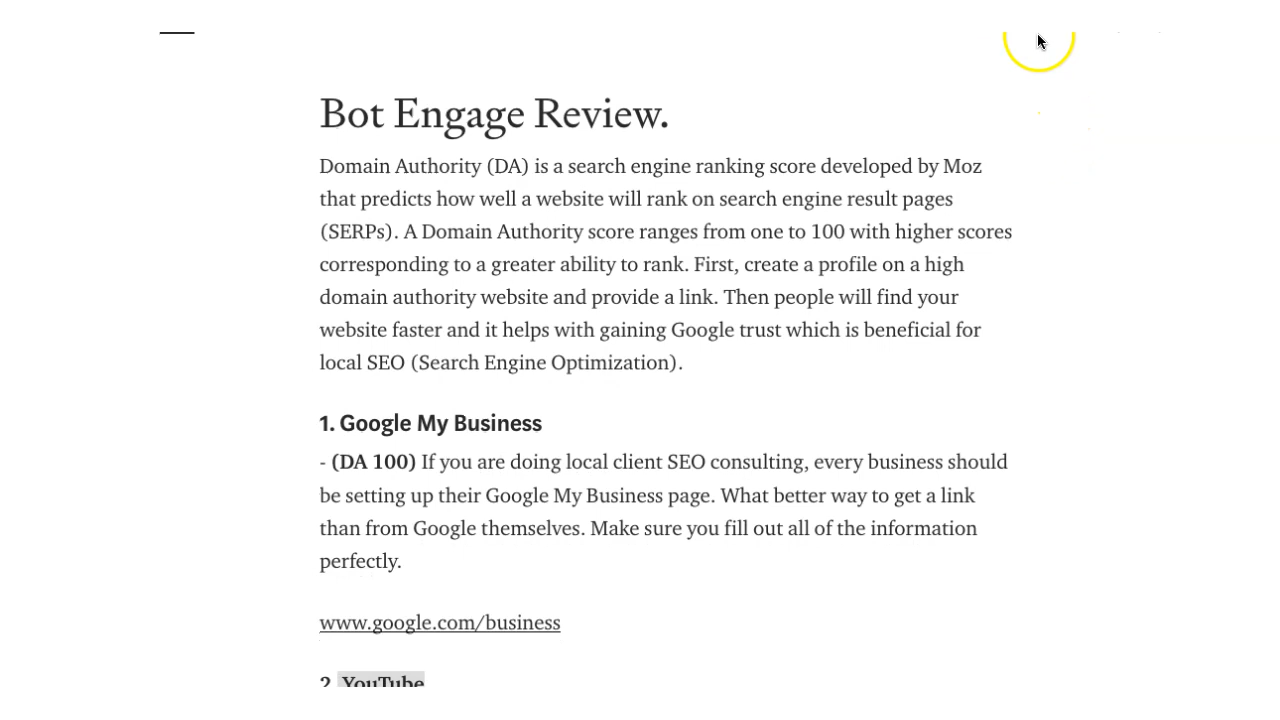 Bot Engage Review.
Domain Authority (DA) is a search engine ranking score developed by Moz
that predicts how well a website will rank on search engine result pages
(SERPs). A Domain Authority score ranges from one to 100 with higher scores
corresponding to a greater ability to rank. First, create a profile on a high
domain authority website and provide a link. Then people will find your
website faster and it helps with gaining Google trust which is beneficial for
local SEO (Search Engine Optimization).
1. Google My Business
- (DA 100) If you are doing local client SEO consulting, every business should
be setting up their Google My Business page. What better way to get a link
than from Google themselves. Make sure you fill out all of the information
perfectly.
www.google.com/business
2. YouTube